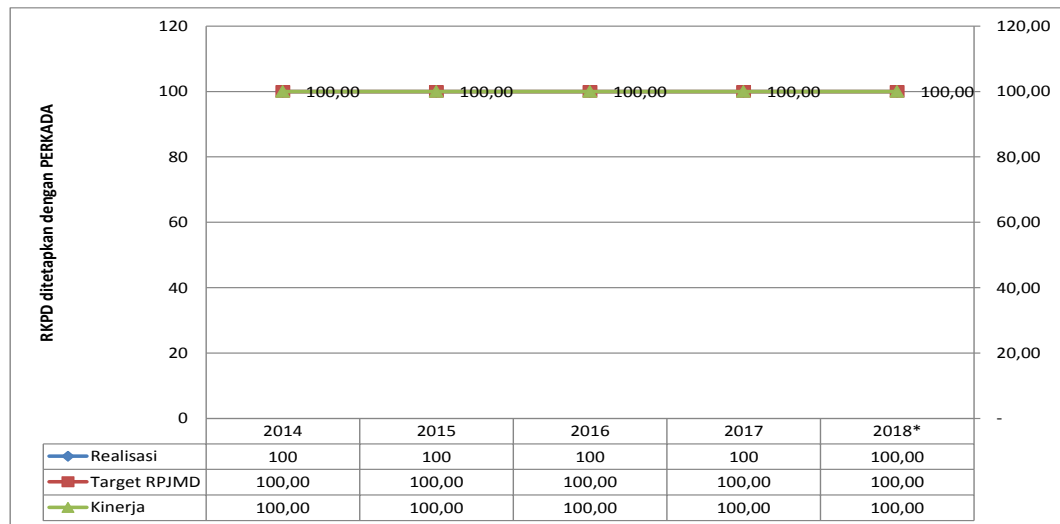 RKPD ditetapkan dengan PERKADA
120 120,00
100 100,00 100,00 100,00 100,00 100,00 100,00
80 80,00
60 60,00
40 40,00
20 20,00
0 -
2014 2015 2016 2017 2018*
Realisasi 100 100 100 100 100,00
Target RPJMD 100,00 100,00 100,00 100,00 100,00
Kinerja 100,00 100,00 100,00 100,00 100,00